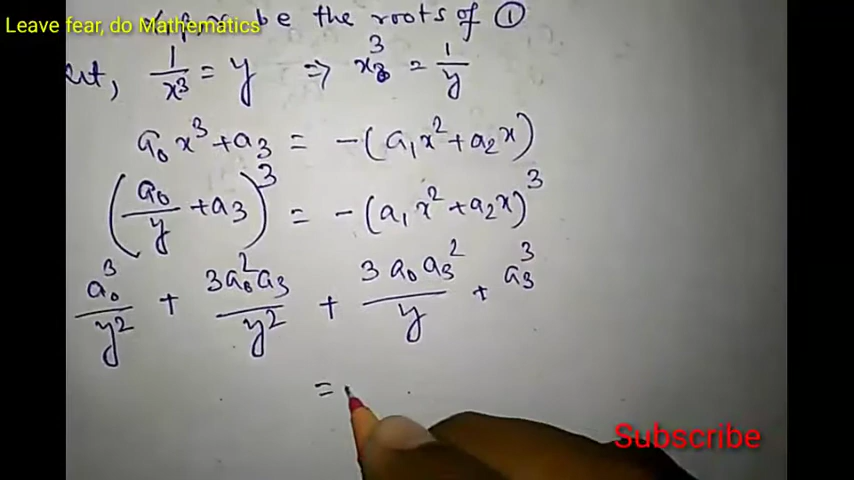 Leave fear, do Mathematics
be the roots of ①
1/x³ = y ⇒ x³ = 1/y
a₀x³ + a₃ = -(a₁x² + a₂x)
(a₀/y + a₃)³ = -(a₁x² + a₂x)³
a₀³/y² + 3a₀²a₃/y² + 3a₀a₃²/y + a₃³
=
Subscribe